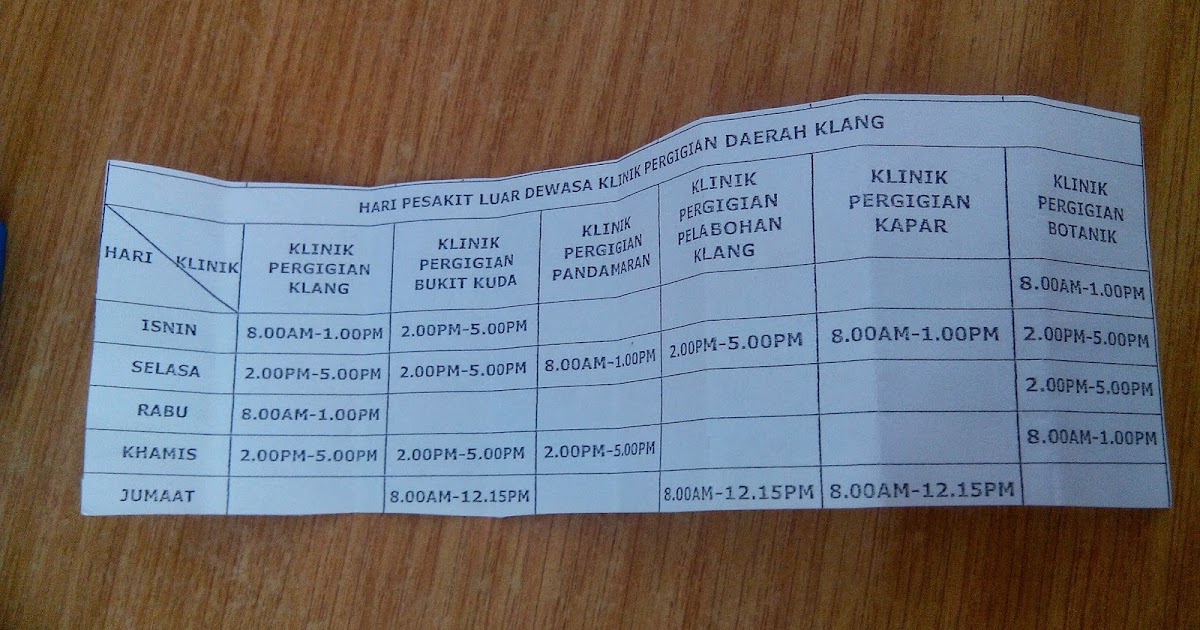 HARI PESAKIT LUAR DEWASA KLINIK PERGIGIAN DAERAH KLANG
HARI KLINIK
KLINIK
PERGIGIAN
KLANG
KLINIK
PERGIGIAN
BUKIT KUDA
KLINIK
PERGIGIAN
PANDAMARAN
KLINIK
PERGIGIAN
PELABOHAN
KLANG
KLINIK
PERGIGIAN
KAPAR
KLINIK
PERGIGIAN
BOTANIK
ISNIN 8.00AM-1.00PM 2.00PM-5.00PM 8.00AM-1.00PM
SELASA 2.00PM-5.00PM 2.00PM-5.00PM 8.00AM-1.00PM 2.00PM-5.00PM 8.00AM-1.00PM 2.00PM-5.00PM
RABU 8.00AM-1.00PM 2.00PM-5.00PM
KHAMIS 2.00PM-5.00PM 2.00PM-5.00PM 2.00PM-5.00PM 8.00AM-1.00PM
JUMAAT 8.00AM-12.15PM 8.00AM-12.15PM 8.00AM-12.15PM